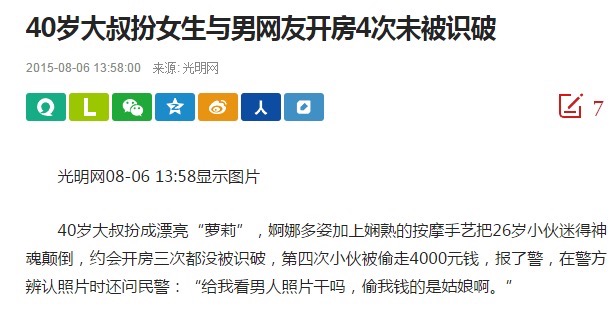 40岁大叔扮女生与男网友开房4次未被识破
2015-08-06 13:58:00 来源: 光明网
L 人 7
光明网08-06 13:58显示图片
40岁大叔扮成漂亮“萝莉”，婀娜多姿加上娴熟的按摩手艺把26岁小伙迷得神
魂颠倒，约会开房三次都没被识破，第四次小伙被偷走4000元钱，报了警，在警方
辨认照片时还问民警：“给我看男人照片干吗，偷我钱的是姑娘啊。”